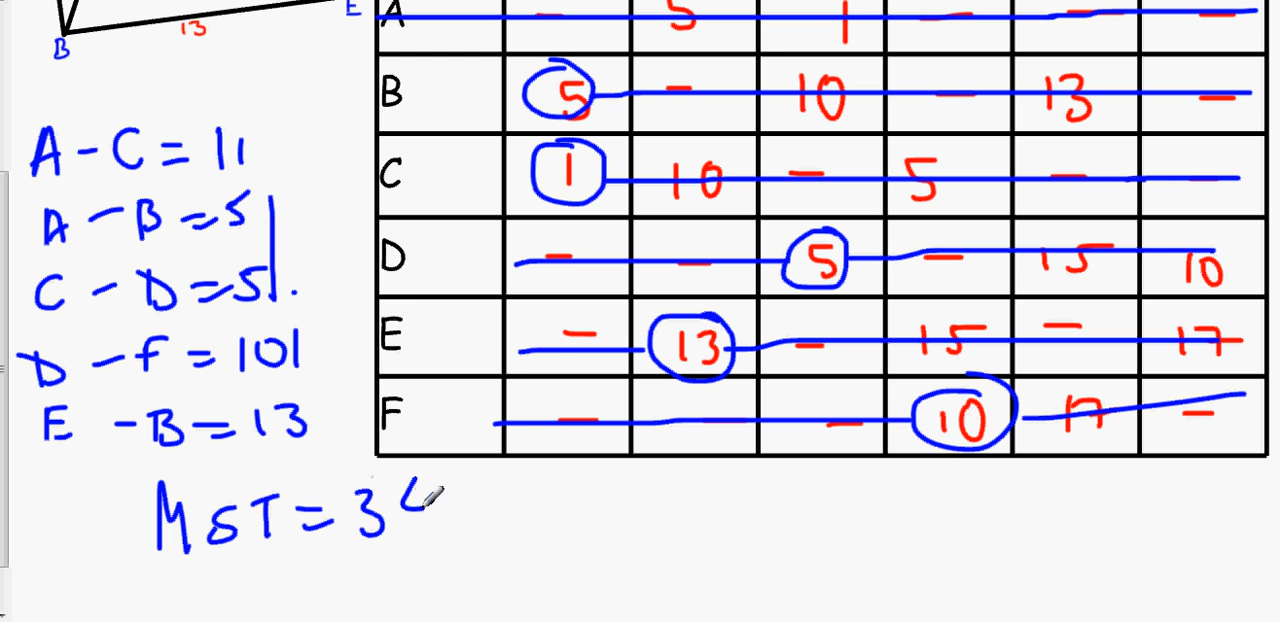 E
13
B
A - 5 1 - - -
B 5 - 10 - 13 -
C 1 10 - 5 - -
D - - 5 - 15 10
E - 13 - 15 - 17
F - - - 10 17 -
A - C = 1
A - B = 5
C - D = 5
D - F = 10
E - B = 13
MST = 3